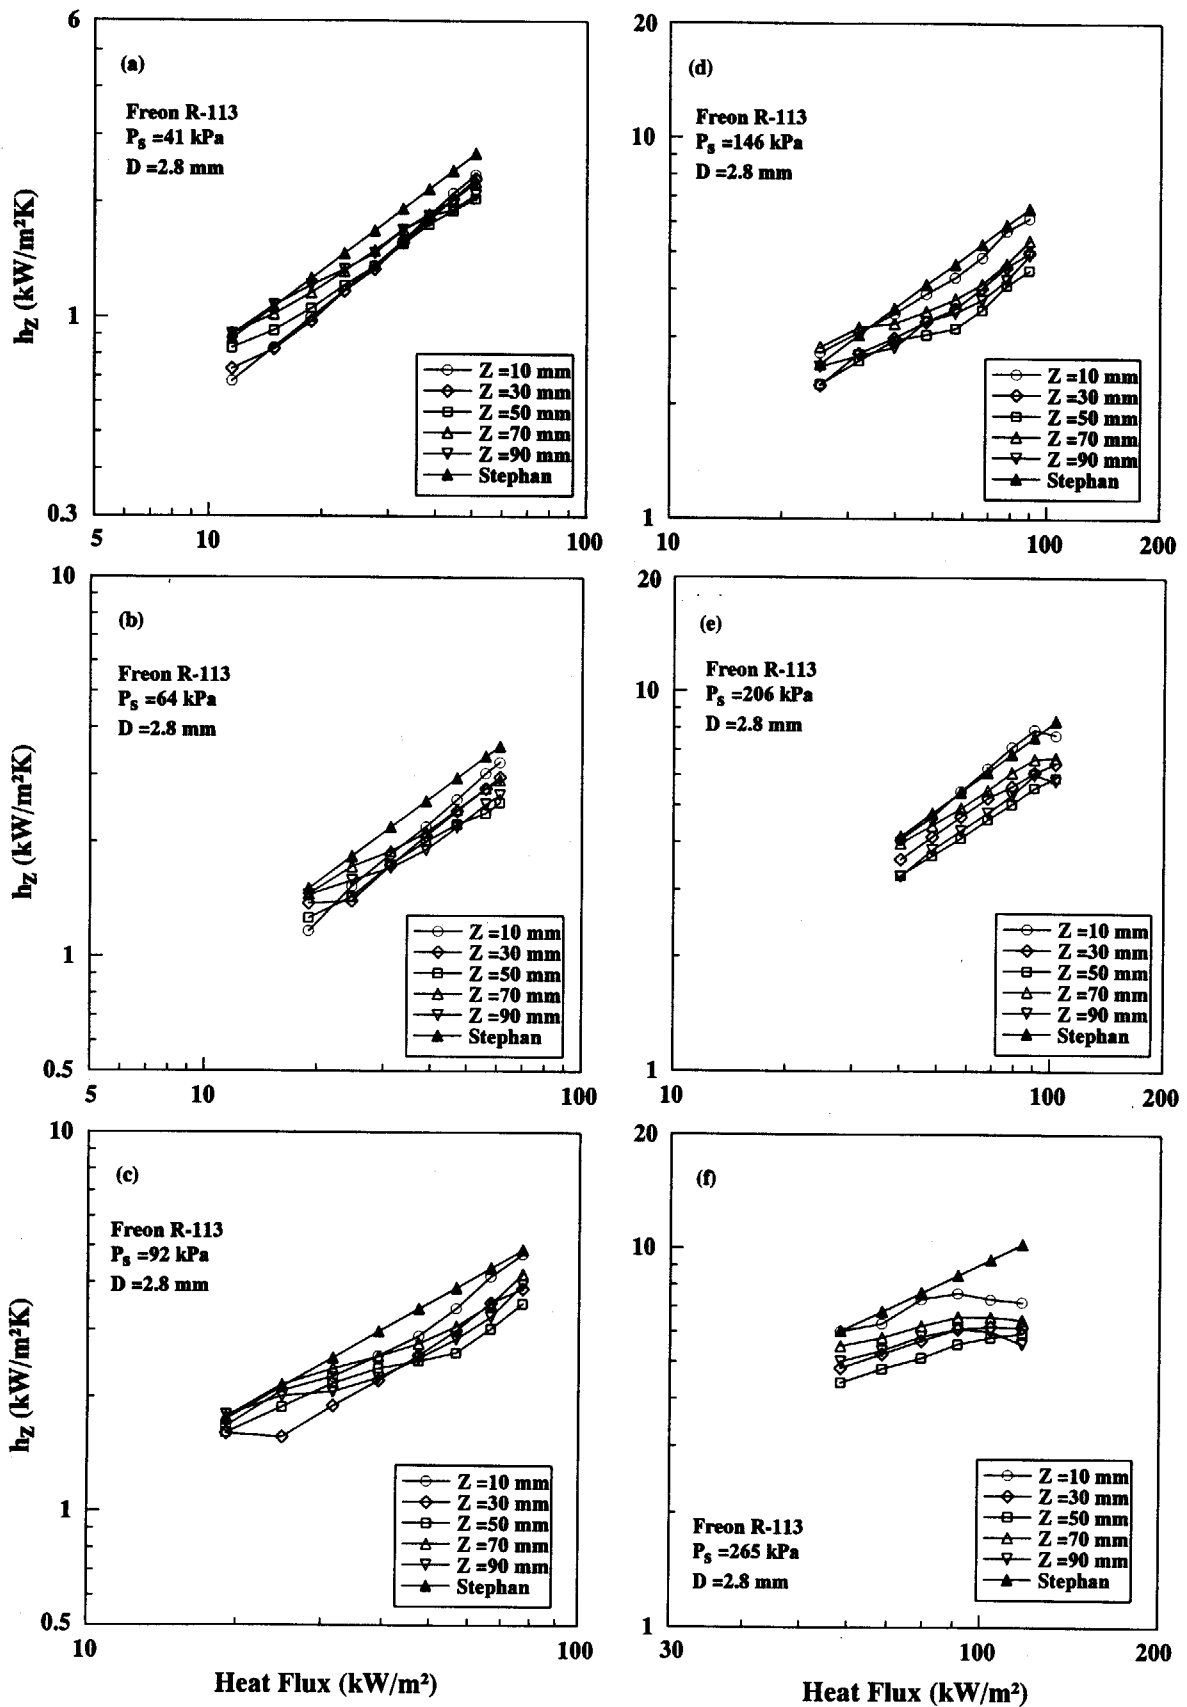 6
(a)
Freon R-113
Ps =41 kPa
D =2.8 mm
hz (kW/m²K)
1
Z =10 mm
Z =30 mm
Z =50 mm
Z =70 mm
Z =90 mm
Stephan
0.3
5
10
100
20
(d)
Freon R-113
Ps =146 kPa
D =2.8 mm
10
Z =10 mm
Z =30 mm
Z =50 mm
Z =70 mm
Z =90 mm
Stephan
1
10
100
200
10
(b)
Freon R-113
Ps =64 kPa
D =2.8 mm
hz (kW/m²K)
1
Z =10 mm
Z =30 mm
Z =50 mm
Z =70 mm
Z =90 mm
Stephan
0.5
5
10
100
20
(e)
Freon R-113
Ps =206 kPa
D =2.8 mm
10
Z =10 mm
Z =30 mm
Z =50 mm
Z =70 mm
Z =90 mm
Stephan
1
10
100
200
10
(c)
Freon R-113
Ps =92 kPa
D =2.8 mm
hz (kW/m²K)
1
Z =10 mm
Z =30 mm
Z =50 mm
Z =70 mm
Z =90 mm
Stephan
0.5
10
100
Heat Flux (kW/m²)
20
(f)
10
Z =10 mm
Z =30 mm
Z =50 mm
Z =70 mm
Z =90 mm
Stephan
Freon R-113
Ps =265 kPa
D =2.8 mm
1
30
100
200
Heat Flux (kW/m²)